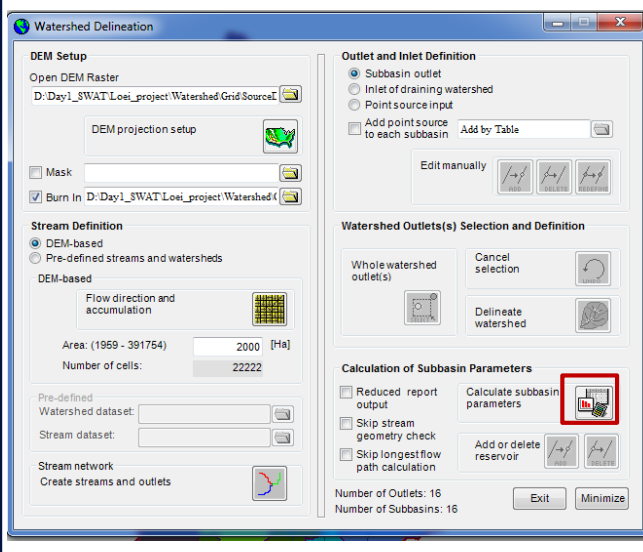 Watershed Delineation
DEM Setup
Open DEM Raster
D:\Day1_SWAT\Loei_project\Watershed\Grid\SourceD
DEM projection setup
Mask
Burn In
D:\Day1_SWAT\Loei_project\Watershed\G
Stream Definition
DEM-based
Pre-defined streams and watersheds
DEM-based
Flow direction and
accumulation
Area: (1959 - 391754)
2000
[Ha]
Number of cells:
22222
Pre-defined
Watershed dataset:
Stream dataset:
Stream network
Create streams and outlets
Outlet and Inlet Definition
Subbasin outlet
Inlet of draining watershed
Point source input
Add point source
to each subbasin
Add by Table
Edit manually
ADD
DELETE
REDEFINE
Watershed Outlets(s) Selection and Definition
Whole watershed
outlet(s)
SELECT
Cancel
selection
UNDO
Delineate
watershed
Calculation of Subbasin Parameters
Reduced report
output
Skip stream
geometry check
Skip longest flow
path calculation
Calculate subbasin
parameters
Add or delete
reservoir
ADD
DELETE
Number of Outlets: 16
Number of Subbasins: 16
Exit
Minimize